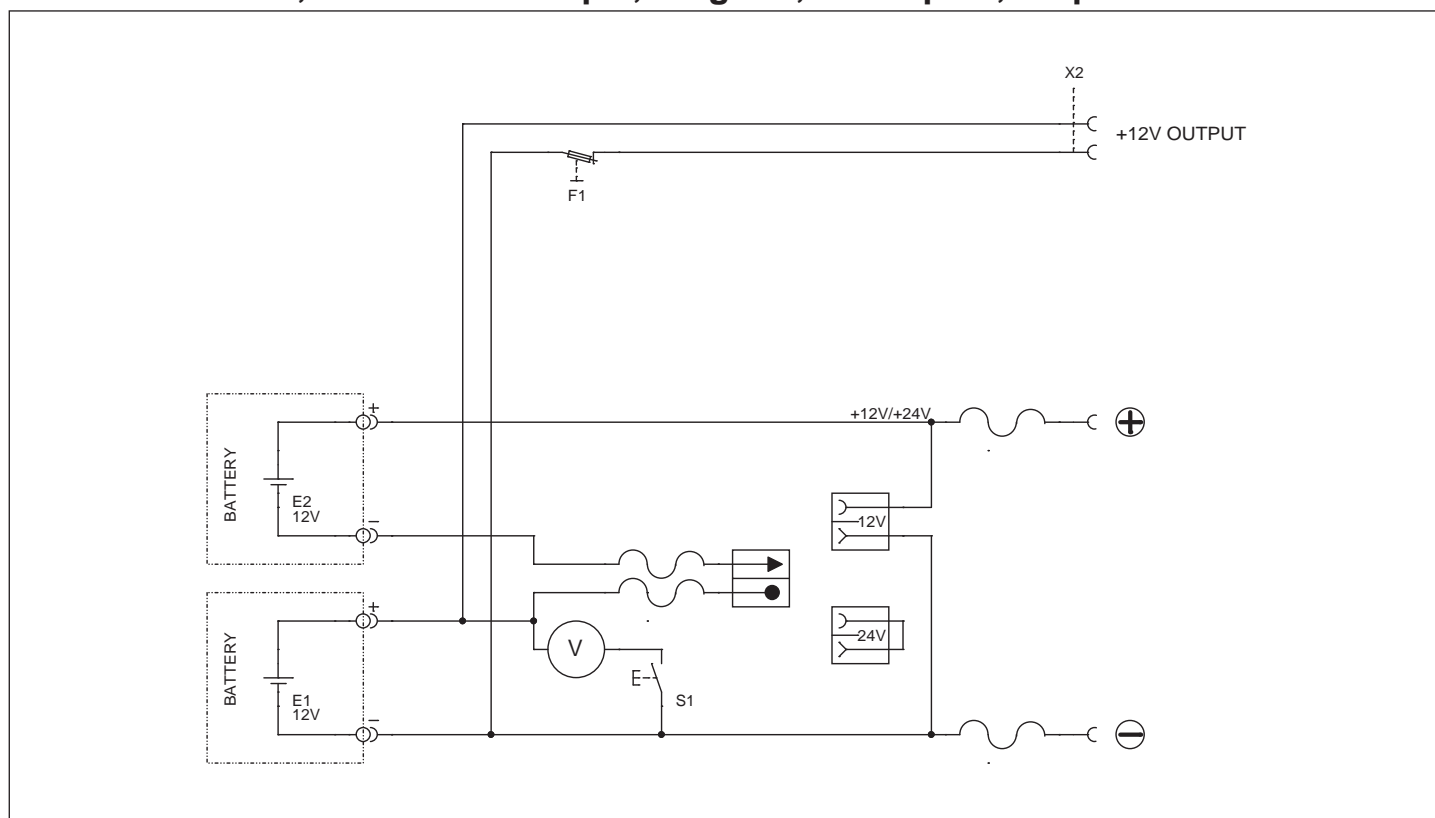 X2
+12V OUTPUT
F1
+
+12V/+24V
BATTERY
E2
12V
12V
−
+
24V
V
BATTERY
E1
12V
S1
−